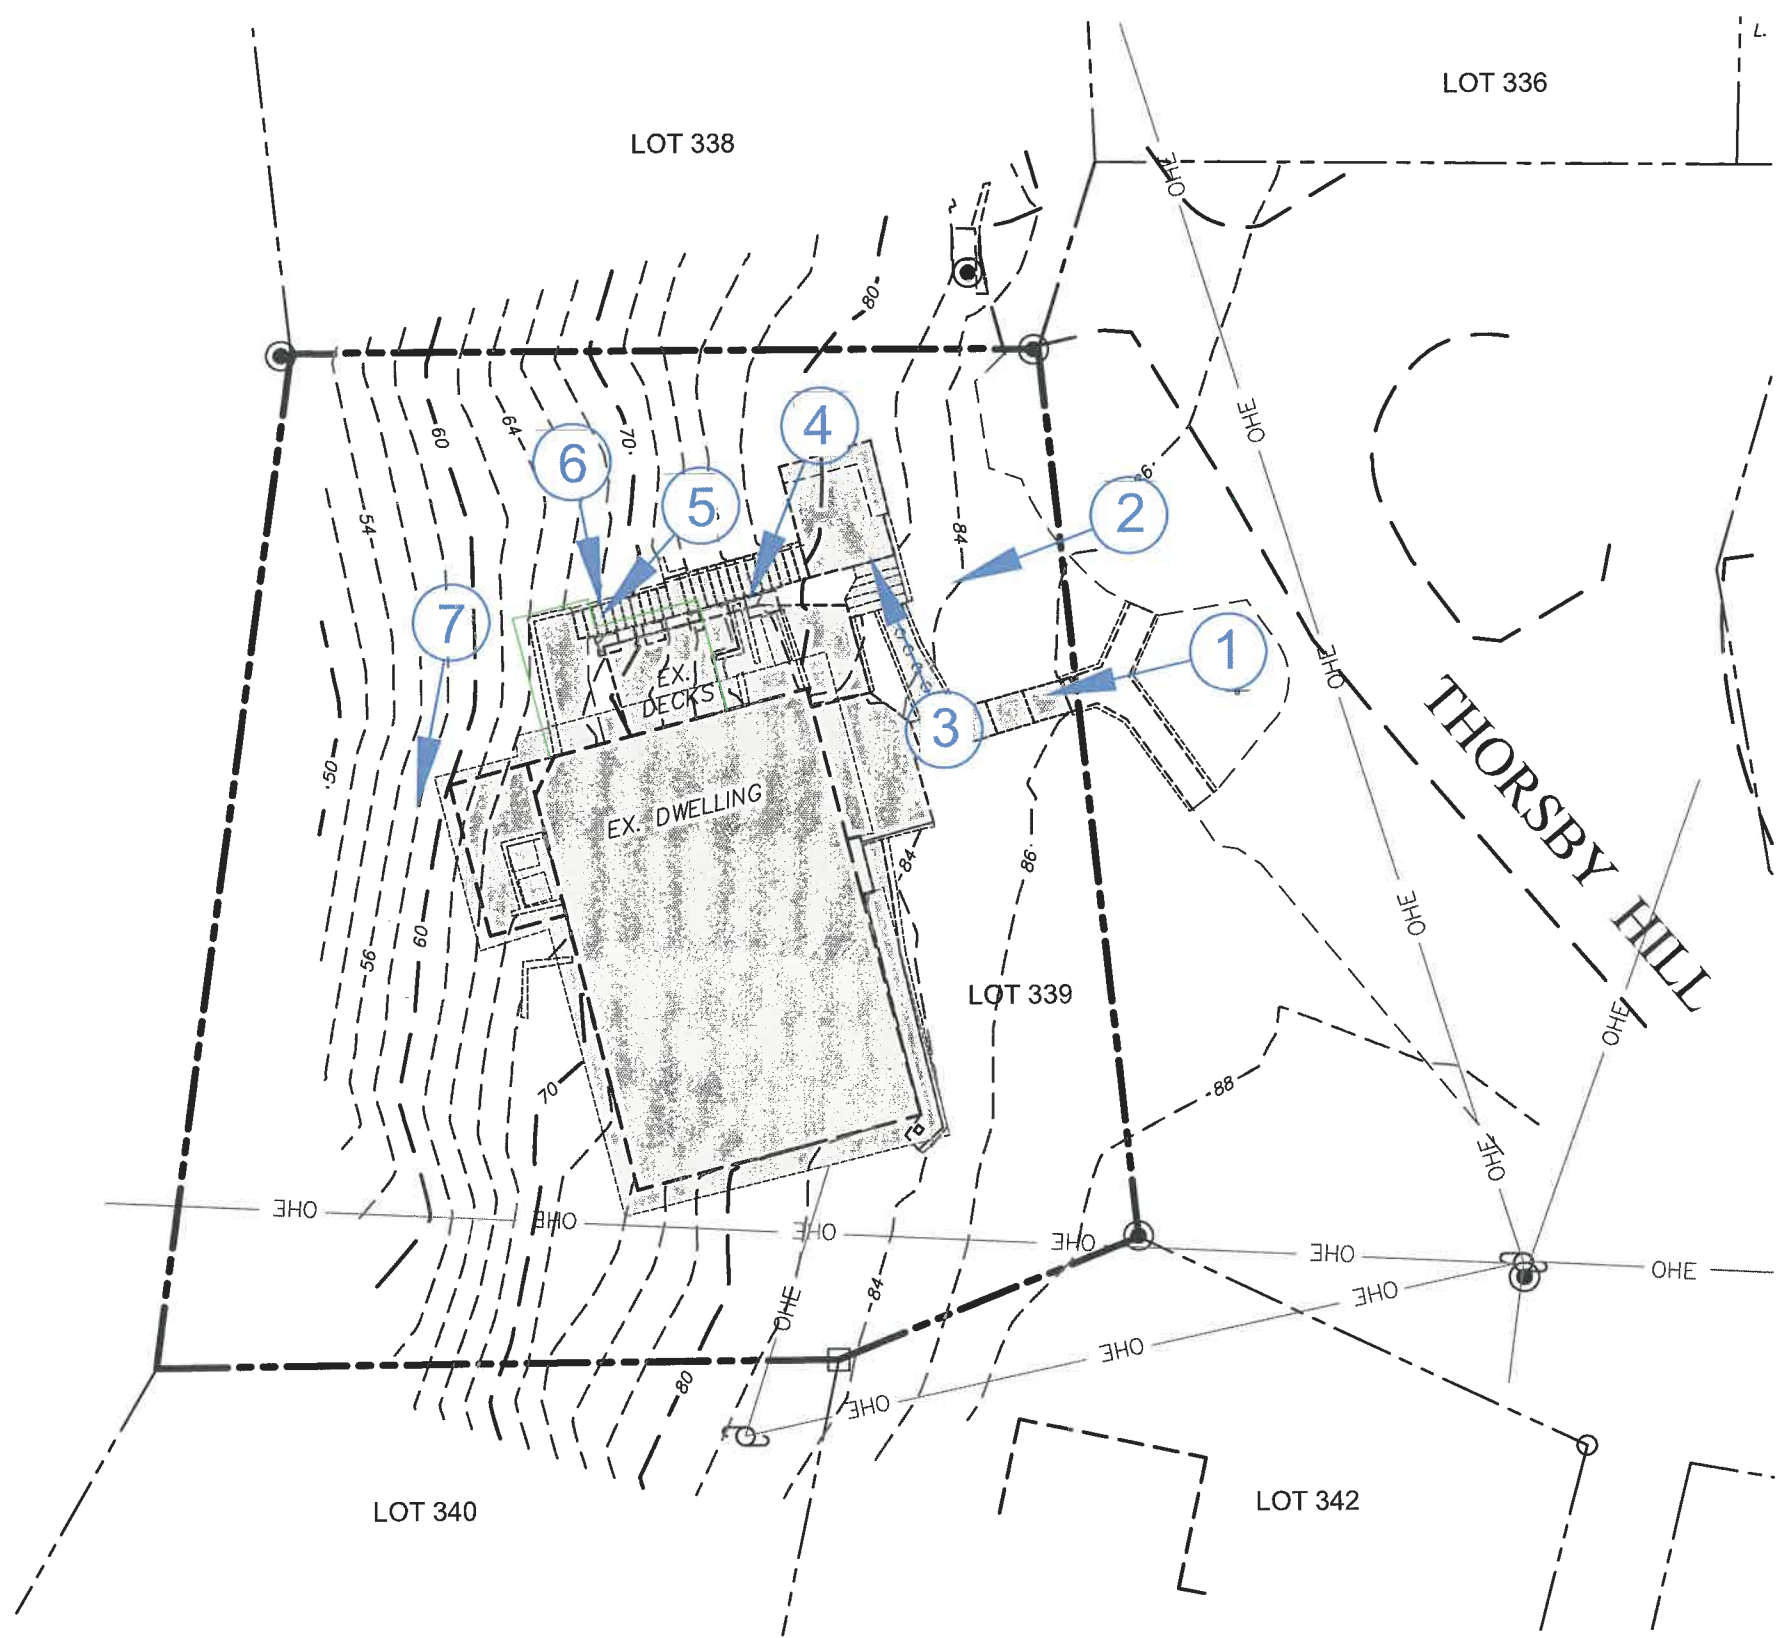 L.
LOT 336
LOT 338
OHE
-80-
OHE
4
60
64
70-
6
5
2
-6-
54
-84
7
1
OHE
EX.
DECKS
3
THORSBY HILL
-50
EX. DWELLING
-84
86
OHE
56
60
LOT 339
OHE
70
-88
OHE
OHE
OHE
OHE
OHE
OHE
OHE
OHE
OHE
-84
OHE
-80
OHE
LOT 340
LOT 342